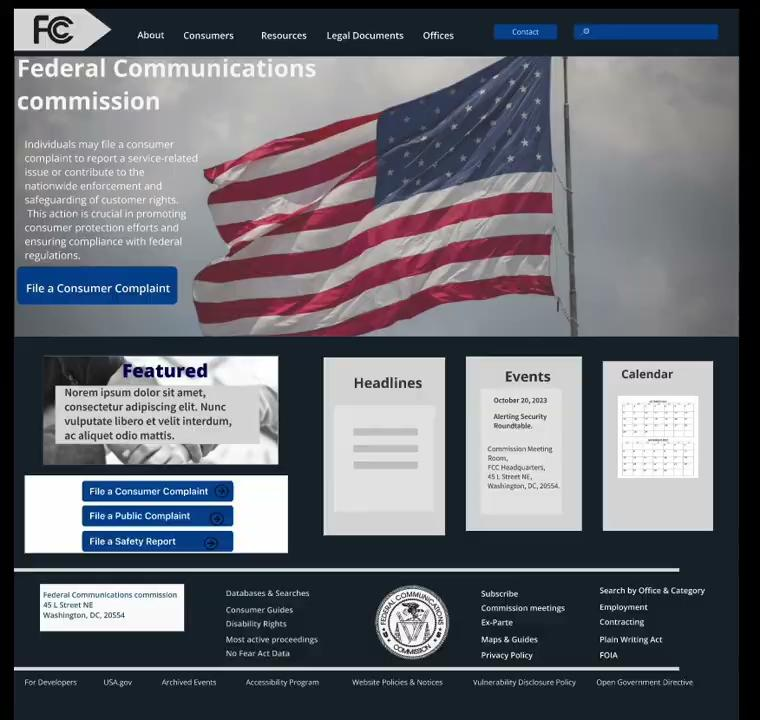 FCC
About Consumers Resources Legal Documents Offices Contact
Federal Communications
commission
Individuals may file a consumer
complaint to report a service-related
issue or contribute to the
nationwide enforcement and
safeguarding of customer rights.
This action is crucial in promoting
consumer protection efforts and
ensuring compliance with federal
regulations.
File a Consumer Complaint
Featured
Norem ipsum dolor sit amet,
consectetur adipiscing elit. Nunc
vulputate libero et velit interdum,
ac aliquet odio mattis.
File a Consumer Complaint
File a Public Complaint
File a Safety Report
Headlines
Events
October 20, 2023
Alerting Security
Roundtable.
Commission Meeting
Room,
FCC Headquarters,
45 L Street NE,
Washington, DC, 20554.
Calendar
Federal Communications commission
45 L Street NE
Washington, DC, 20554
Databases & Searches
Consumer Guides
Disability Rights
Most active proceedings
No Fear Act Data
FEDERAL COMMUNICATIONS
COMMISSION
Subscribe
Commission meetings
Ex-Parte
Maps & Guides
Privacy Policy
Search by Office & Category
Employment
Contracting
Plain Writing Act
FOIA
For Developers USA.gov Archived Events Accessibility Program Website Policies & Notices Vulnerability Disclosure Policy Open Government Directive